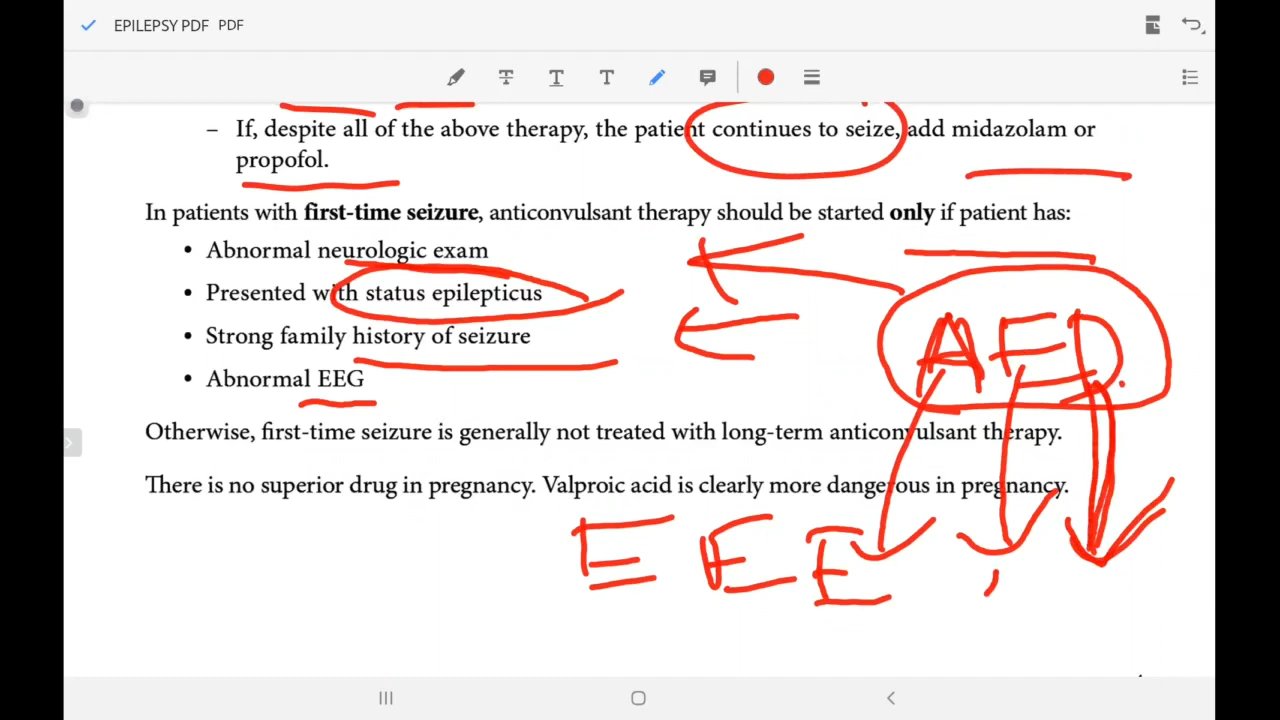 EPILEPSY PDF PDF
– If, despite all of the above therapy, the patient continues to seize, add midazolam or
propofol.
In patients with first-time seizure, anticonvulsant therapy should be started only if patient has:
• Abnormal neurologic exam
• Presented with status epilepticus
• Strong family history of seizure
• Abnormal EEG
AED
Otherwise, first-time seizure is generally not treated with long-term anticonvulsant therapy.
There is no superior drug in pregnancy. Valproic acid is clearly more dangerous in pregnancy.
E E E